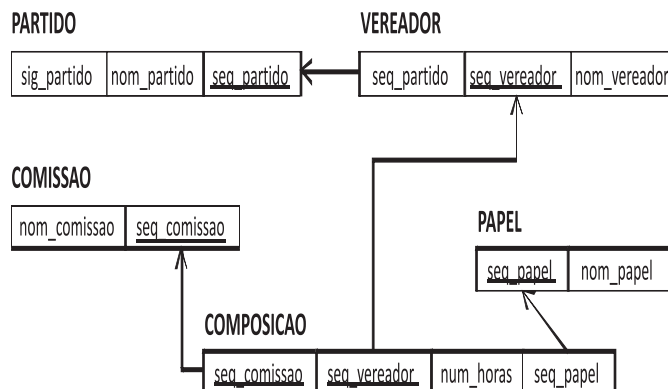 PARTIDO
sig_partido nom_partido seq_partido
VEREADOR
seq_partido seq_vereador nom_vereador
COMISSAO
nom_comissao seq_comissao
PAPEL
seq_papel nom_papel
COMPOSICAO
seq_comissao seq_vereador num_horas seq_papel